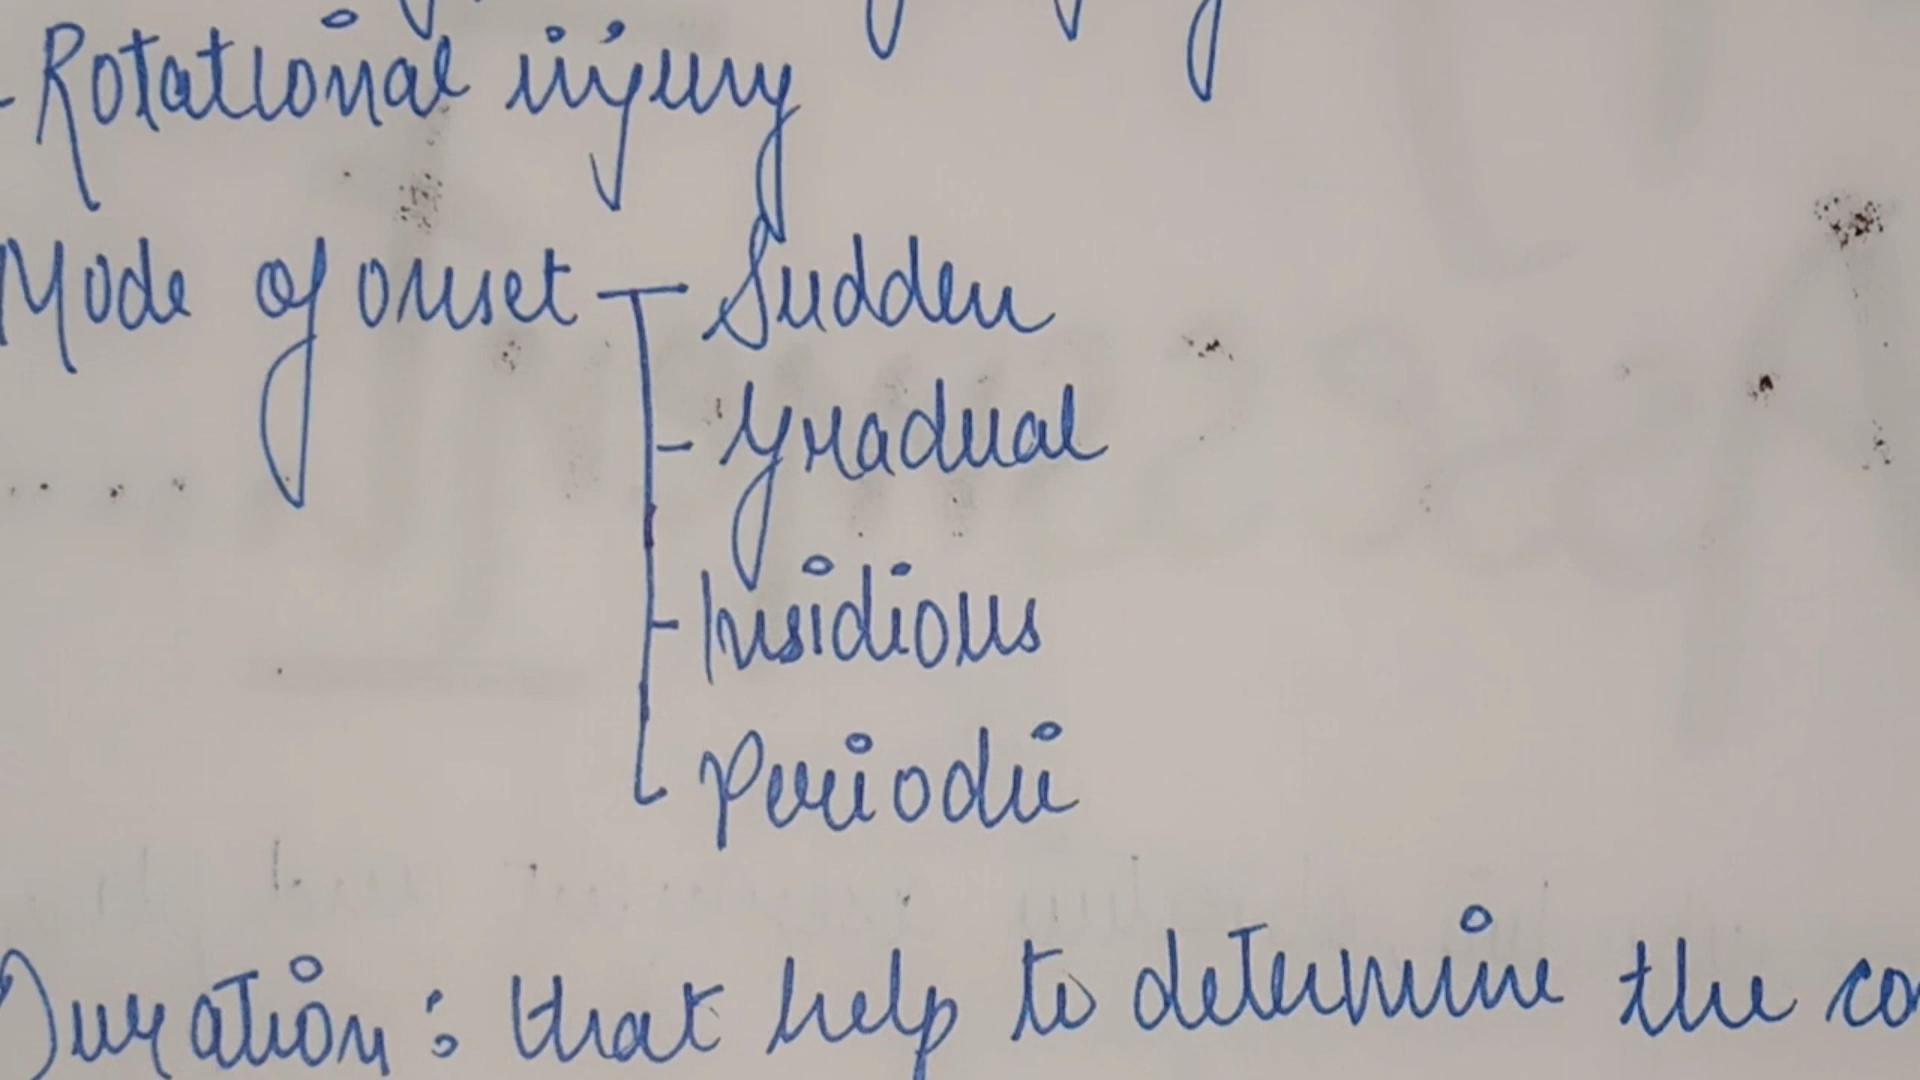 - Rotational injury
Mode of onset - Sudden
- Gradual
- Insidious
- Periodic
Duration : that help to determine the